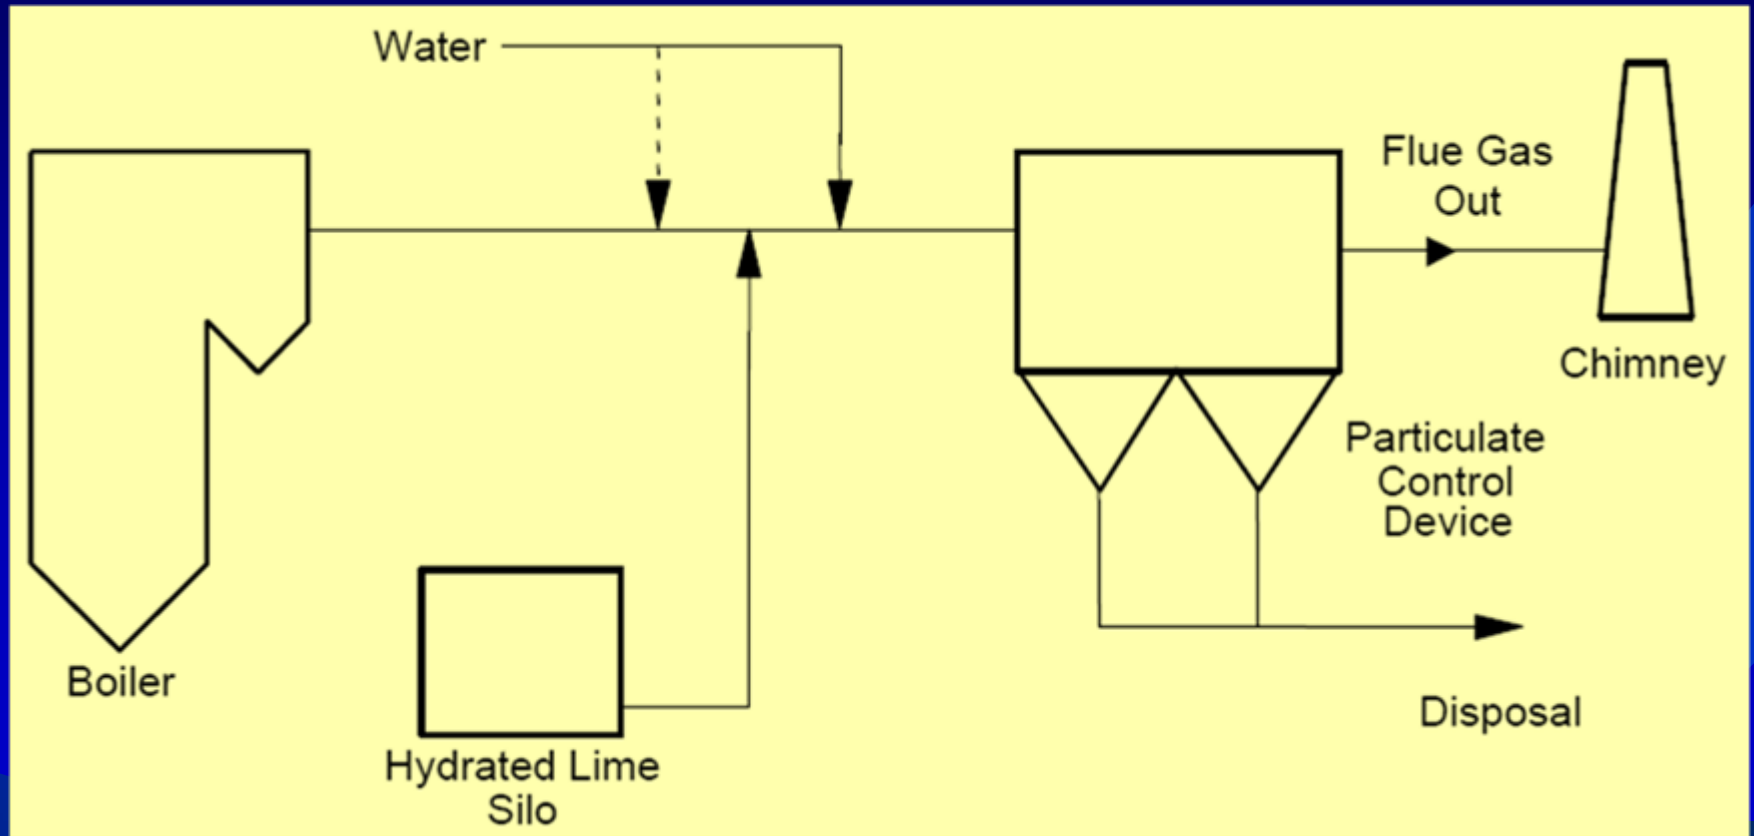 Water
Flue Gas
Out
Chimney
Particulate
Control
Device
Boiler
Disposal
Hydrated Lime
Silo